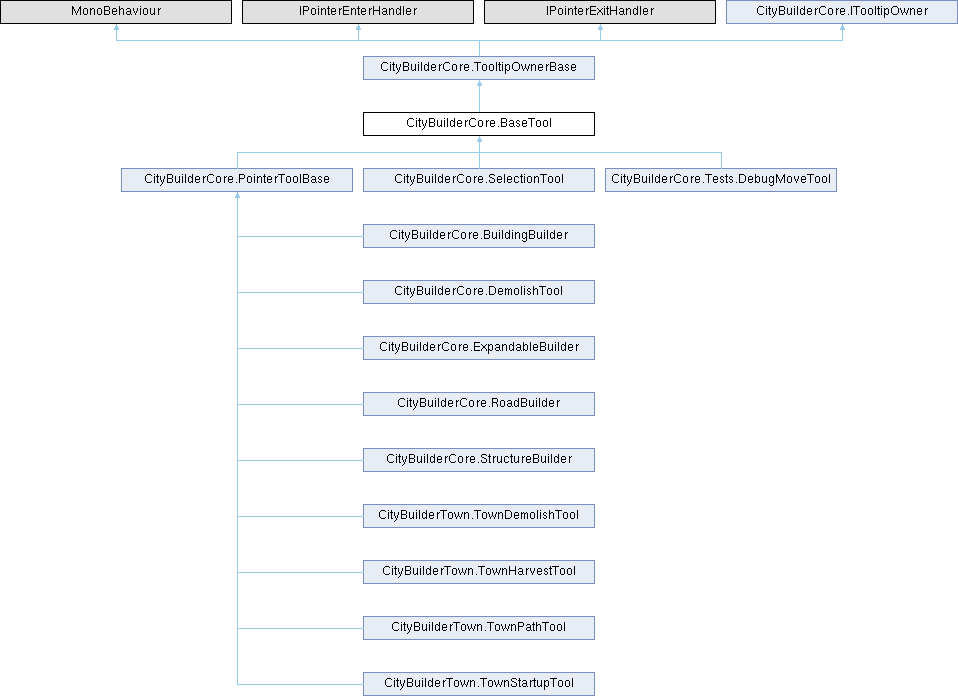 MonoBehaviour
IPointerEnterHandler
IPointerExitHandler
CityBuilderCore.ITooltipOwner
CityBuilderCore.TooltipOwnerBase
CityBuilderCore.BaseTool
CityBuilderCore.PointerToolBase
CityBuilderCore.SelectionTool
CityBuilderCore.Tests.DebugMoveTool
CityBuilderCore.BuildingBuilder
CityBuilderCore.DemolishTool
CityBuilderCore.ExpandableBuilder
CityBuilderCore.RoadBuilder
CityBuilderCore.StructureBuilder
CityBuilderTown.TownDemolishTool
CityBuilderTown.TownHarvestTool
CityBuilderTown.TownPathTool
CityBuilderTown.TownStartupTool